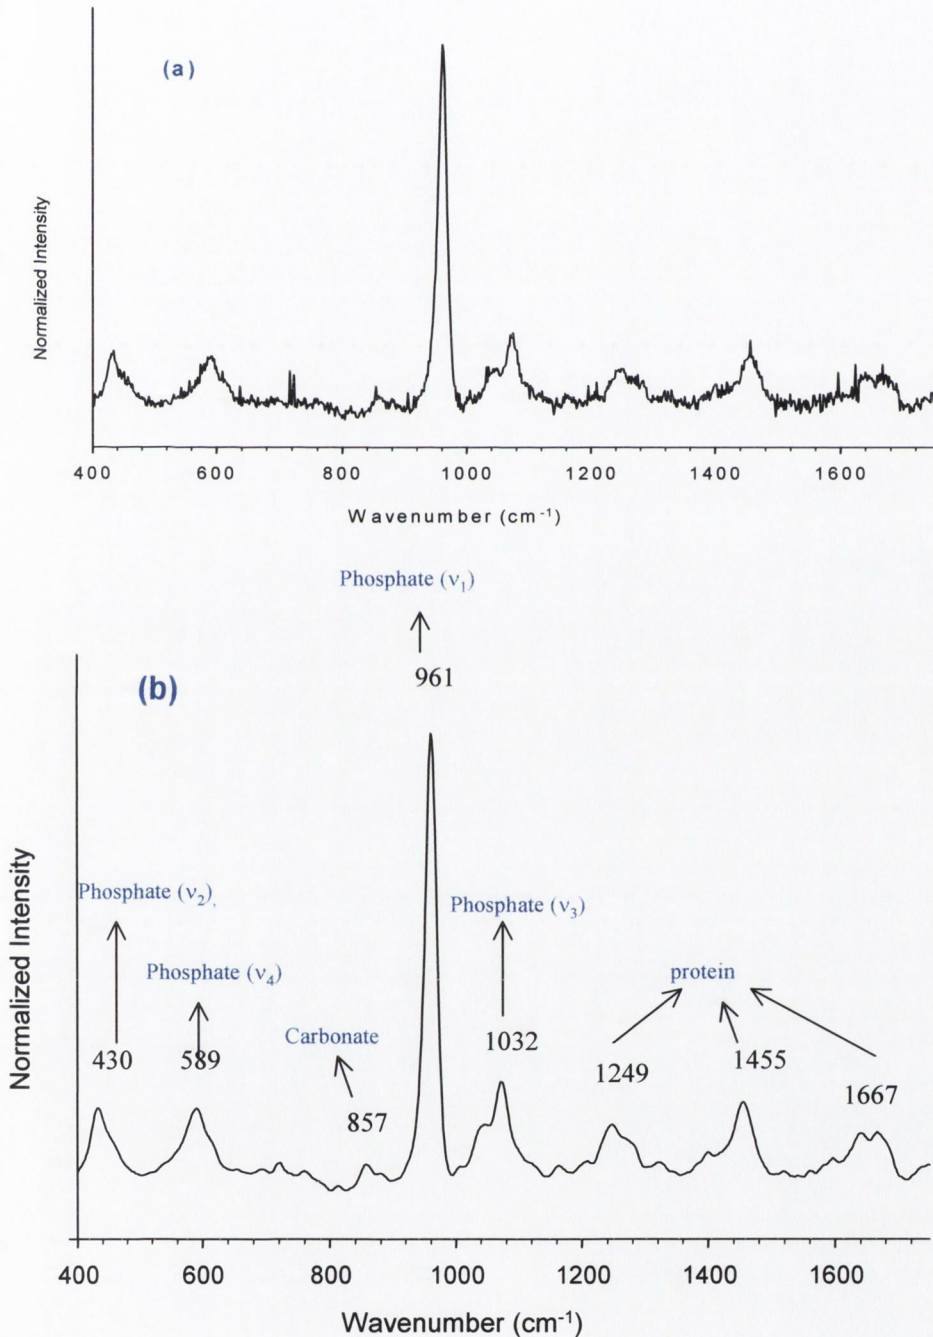 (a)
Normalized Intensity
400 600 800 1000 1200 1400 1600
Wavenumber (cm⁻¹)
Phosphate (ν₁)
961
(b)
Normalized Intensity
Phosphate (ν₂)
Phosphate (ν₃)
Phosphate (ν₄)
protein
Carbonate
430 589 857 1032 1249 1455 1667
400 600 800 1000 1200 1400 1600
Wavenumber (cm⁻¹)